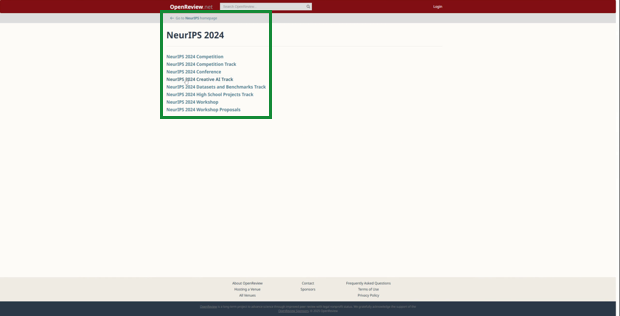 OpenReview.net
Search OpenReview...
Login
Go to NeurIPS homepage
NeurIPS 2024
NeurIPS 2024 Competition
NeurIPS 2024 Competition Track
NeurIPS 2024 Conference
NeurIPS 2024 Creative AI Track
NeurIPS 2024 Datasets and Benchmarks Track
NeurIPS 2024 High School Projects Track
NeurIPS 2024 Workshop
NeurIPS 2024 Workshop Proposals
About OpenReview
Hosting a Venue
All Venues
Contact
Sponsors
Frequently Asked Questions
Terms of Use
Privacy Policy